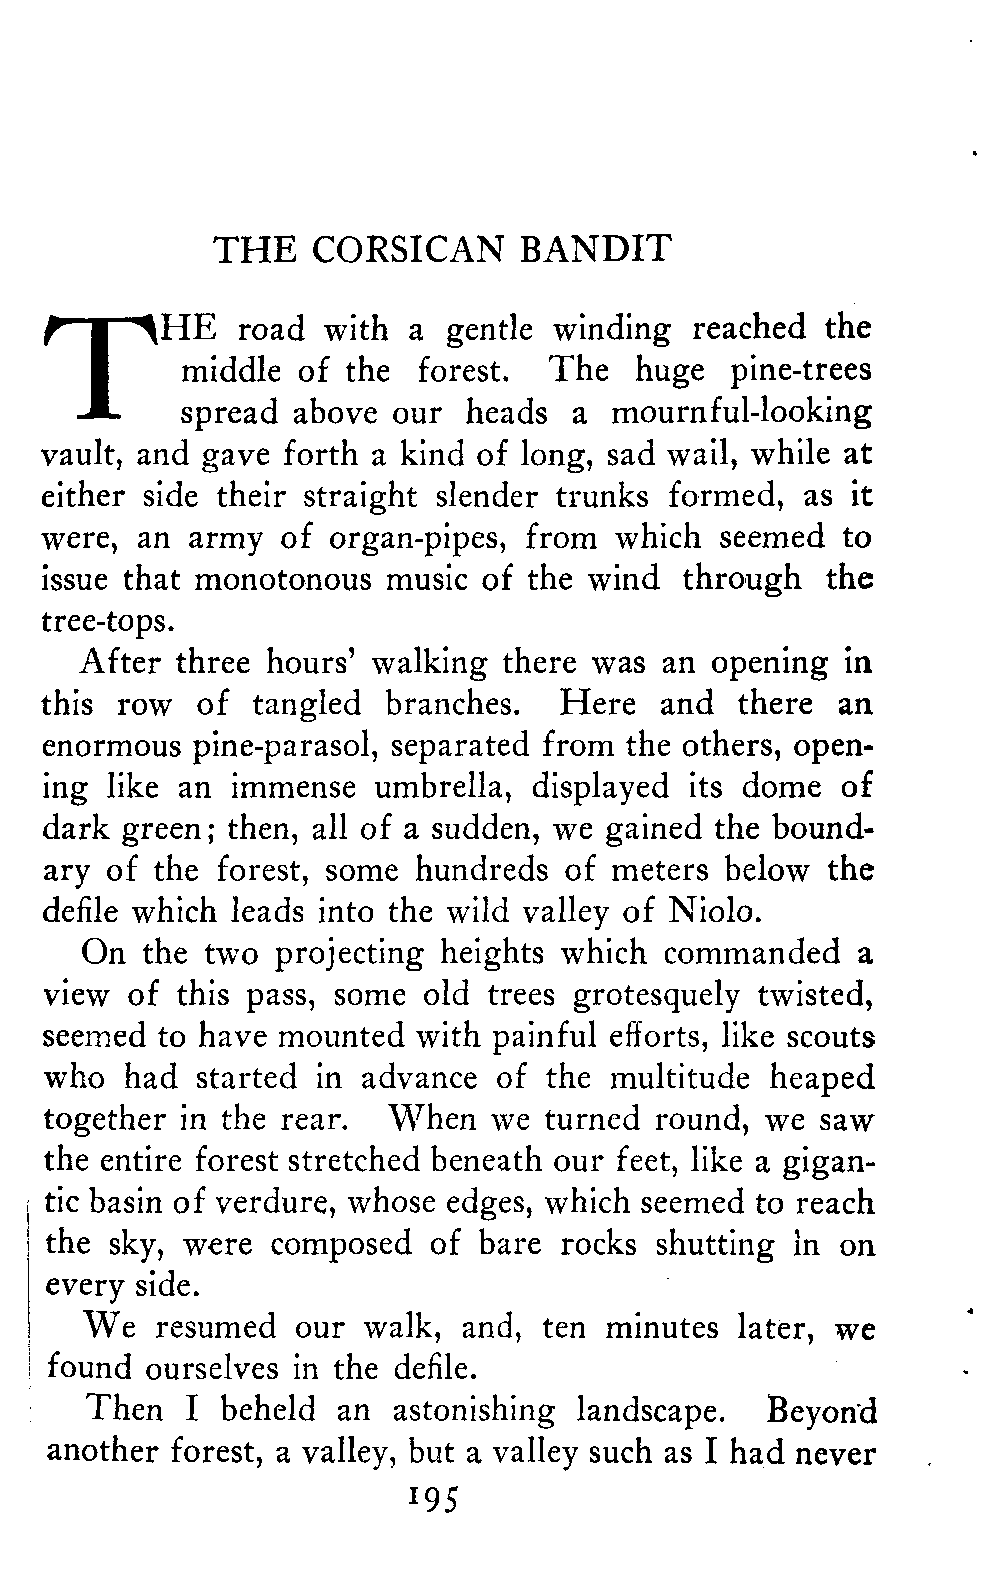 THE CORSICAN BANDIT
THE road with a gentle winding reached the
middle of the forest. The huge pine-trees
spread above our heads a mournful-looking
vault, and gave forth a kind of long, sad wail, while at
either side their straight slender trunks formed, as it
were, an army of organ-pipes, from which seemed to
issue that monotonous music of the wind through the
tree-tops.
After three hours' walking there was an opening in
this row of tangled branches. Here and there an
enormous pine-parasol, separated from the others, open-
ing like an immense umbrella, displayed its dome of
dark green; then, all of a sudden, we gained the bound-
ary of the forest, some hundreds of meters below the
defile which leads into the wild valley of Niolo.
On the two projecting heights which commanded a
view of this pass, some old trees grotesquely twisted,
seemed to have mounted with painful efforts, like scouts
who had started in advance of the multitude heaped
together in the rear. When we turned round, we saw
the entire forest stretched beneath our feet, like a gigan-
tic basin of verdure, whose edges, which seemed to reach
the sky, were composed of bare rocks shutting in on
every side.
We resumed our walk, and, ten minutes later, we
found ourselves in the defile.
Then I beheld an astonishing landscape. Beyond
another forest, a valley, but a valley such as I had never
195